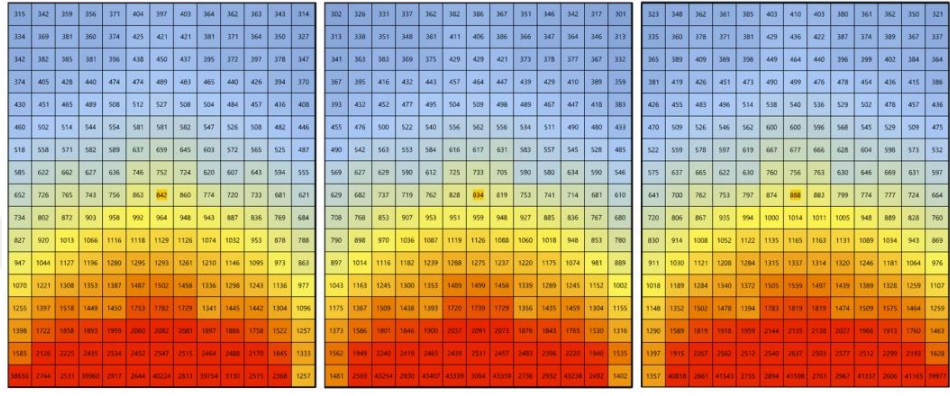 315 342 359 356 371 404 397 403 364 362 363 343 314
334 369 381 360 374 425 421 421 381 371 364 350 327
342 382 385 381 396 438 450 437 395 372 397 378 347
374 405 428 440 474 474 489 463 465 440 426 394 370
430 451 465 489 508 512 527 508 504 484 457 436 408
460 502 514 544 554 581 581 582 547 526 508 482 446
518 558 571 582 589 637 659 645 603 572 565 525 487
585 622 662 627 636 746 752 724 620 607 643 594 555
652 726 765 743 756 863 842 860 774 720 733 681 621
734 802 872 903 958 992 964 948 943 887 836 769 684
827 920 1013 1066 1116 1118 1129 1126 1074 1032 953 878 788
947 1044 1127 1196 1280 1295 1293 1261 1210 1146 1095 973 863
1070 1221 1308 1353 1387 1487 1502 1458 1336 1298 1243 1136 977
1255 1397 1518 1449 1450 1753 1782 1729 1341 1445 1442 1304 1096
1398 1722 1858 1893 1959 2060 2082 2081 1897 1886 1758 1522 1257
1585 2126 2225 2435 2534 2452 2547 2515 2464 2488 2170 1845 1333
2744 2533 2917 2644 40224 2813 39754 3130 2575 2368 1257
302 326 331 337 362 382 386 367 351 346 342 317 301
313 338 351 348 361 411 406 386 366 347 364 346 313
341 363 383 369 375 429 429 421 373 378 377 367 332
367 395 416 432 443 457 464 447 439 429 410 389 359
393 432 452 477 495 504 509 498 489 467 447 418 383
455 476 500 522 540 556 562 556 534 511 490 480 433
490 542 563 553 584 616 617 631 583 557 545 528 485
569 627 629 590 612 725 733 705 590 580 634 590 546
629 682 737 719 762 828 834 819 753 741 714 681 610
708 768 853 907 953 951 959 948 927 885 836 767 680
790 898 970 1036 1087 1119 1126 1088 1060 1018 948 853 780
897 1014 1116 1172 1239 1288 1275 1237 1220 1175 1074 981 889
1043 1163 1245 1300 1353 1489 1499 1458 1339 1289 1245 1152 1002
1175 1367 1509 1438 1393 1720 1739 1729 1356 1435 1459 1304 1155
1373 1586 1801 1846 1900 2037 2091 2073 1876 1843 1765 1530 1316
1562 1949 2240 2419 2465 2439 2531 2457 2483 2396 2220 1940 1535
1481 2503 43254 2930 45407 43339 3084 43359 2756 2932 43238 2492 1402
323 348 362 361 385 403 410 403 380 361 362 350 321
335 360 378 371 381 429 436 422 387 374 389 368 335
365 389 409 389 398 449 464 440 396 399 402 384 364
381 419 426 451 473 490 499 476 478 454 436 415 386
426 455 483 496 514 538 540 536 529 502 478 457 436
470 509 526 546 562 600 600 596 568 545 529 509 475
522 559 578 597 619 667 677 666 628 604 598 573 532
575 637 665 622 630 760 756 763 630 646 669 631 597
641 700 762 753 797 874 888 883 799 774 777 724 664
720 806 867 935 994 1000 1014 1011 1005 948 889 828 760
830 914 1008 1052 1122 1135 1165 1163 1131 1089 1034 943 869
911 1030 1121 1208 1284 1315 1337 1314 1320 1246 1181 1064 976
1018 1189 1284 1340 1372 1505 1559 1497 1439 1369 1328 1259 1107
1148 1352 1502 1478 1394 1783 1819 1819 1474 1509 1575 1464 1259
1290 1589 1819 1918 1959 2144 2135 2138 2027 1966 1913 1760 1463
1397 1915 2267 2562 2512 2540 2637 2503 2577 2512 2299 2193 1628
1357 40818 2661 41543 2755 2894 41598 2761 2967 41337 2606 41165 39977